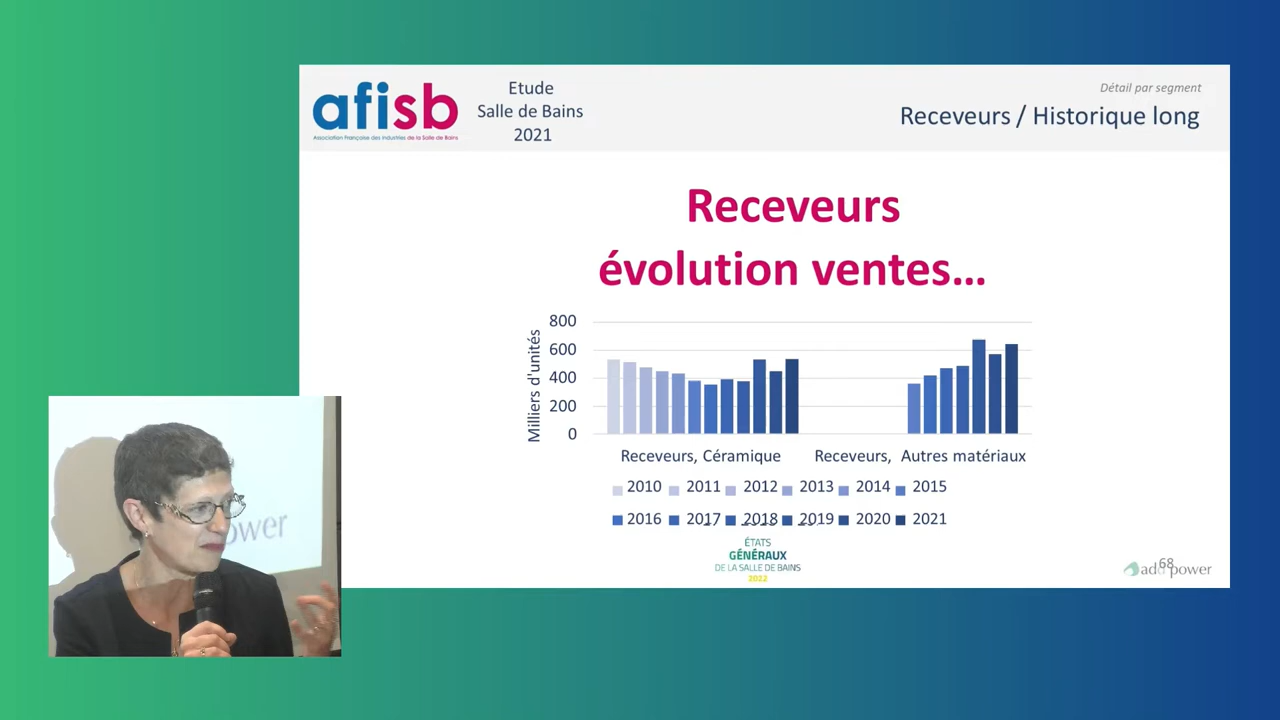 afisb
Association Française des Industries de la Salle de Bains
Etude
Salle de Bains
2021
Détail par segment
Receveurs / Historique long
Receveurs
évolution ventes...
Milliers d'unités
800
600
400
200
0
Receveurs, Céramique
Receveurs, Autres matériaux
2010 2011 2012 2013 2014 2015
2016 2017 2018 2019 2020 2021
ÉTATS
GÉNÉRAUX
DE LA SALLE DE BAINS
2022
68
ad power
ower